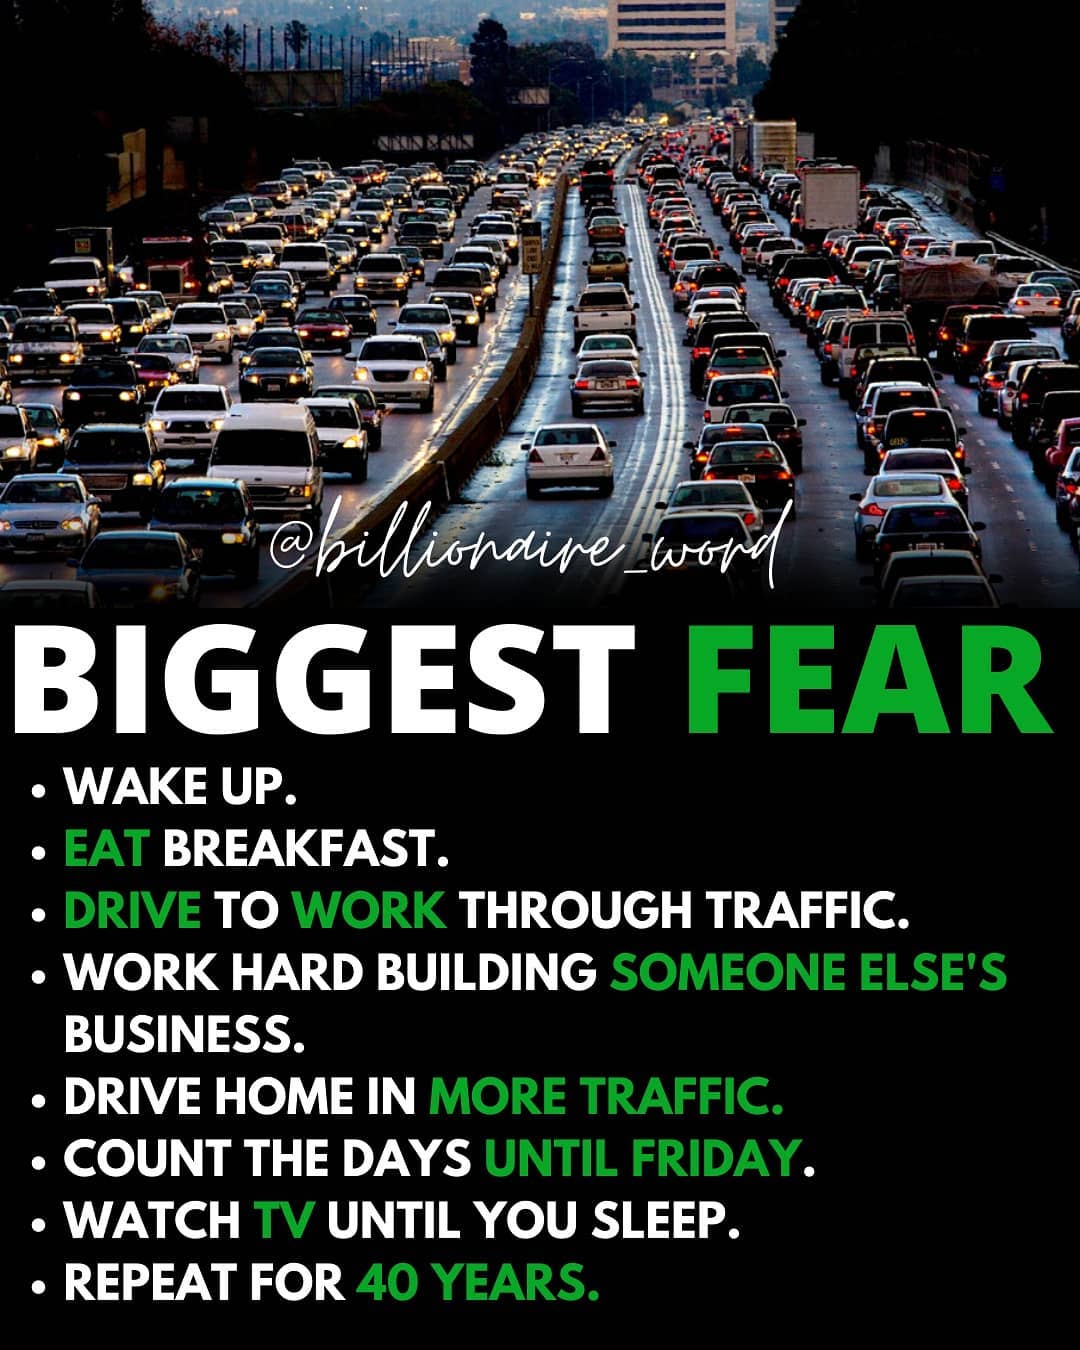 @billionaire_word
BIGGEST FEAR
• WAKE UP.
• EAT BREAKFAST.
• DRIVE TO WORK THROUGH TRAFFIC.
• WORK HARD BUILDING SOMEONE ELSE'S
BUSINESS.
• DRIVE HOME IN MORE TRAFFIC.
• COUNT THE DAYS UNTIL FRIDAY.
• WATCH TV UNTIL YOU SLEEP.
• REPEAT FOR 40 YEARS.